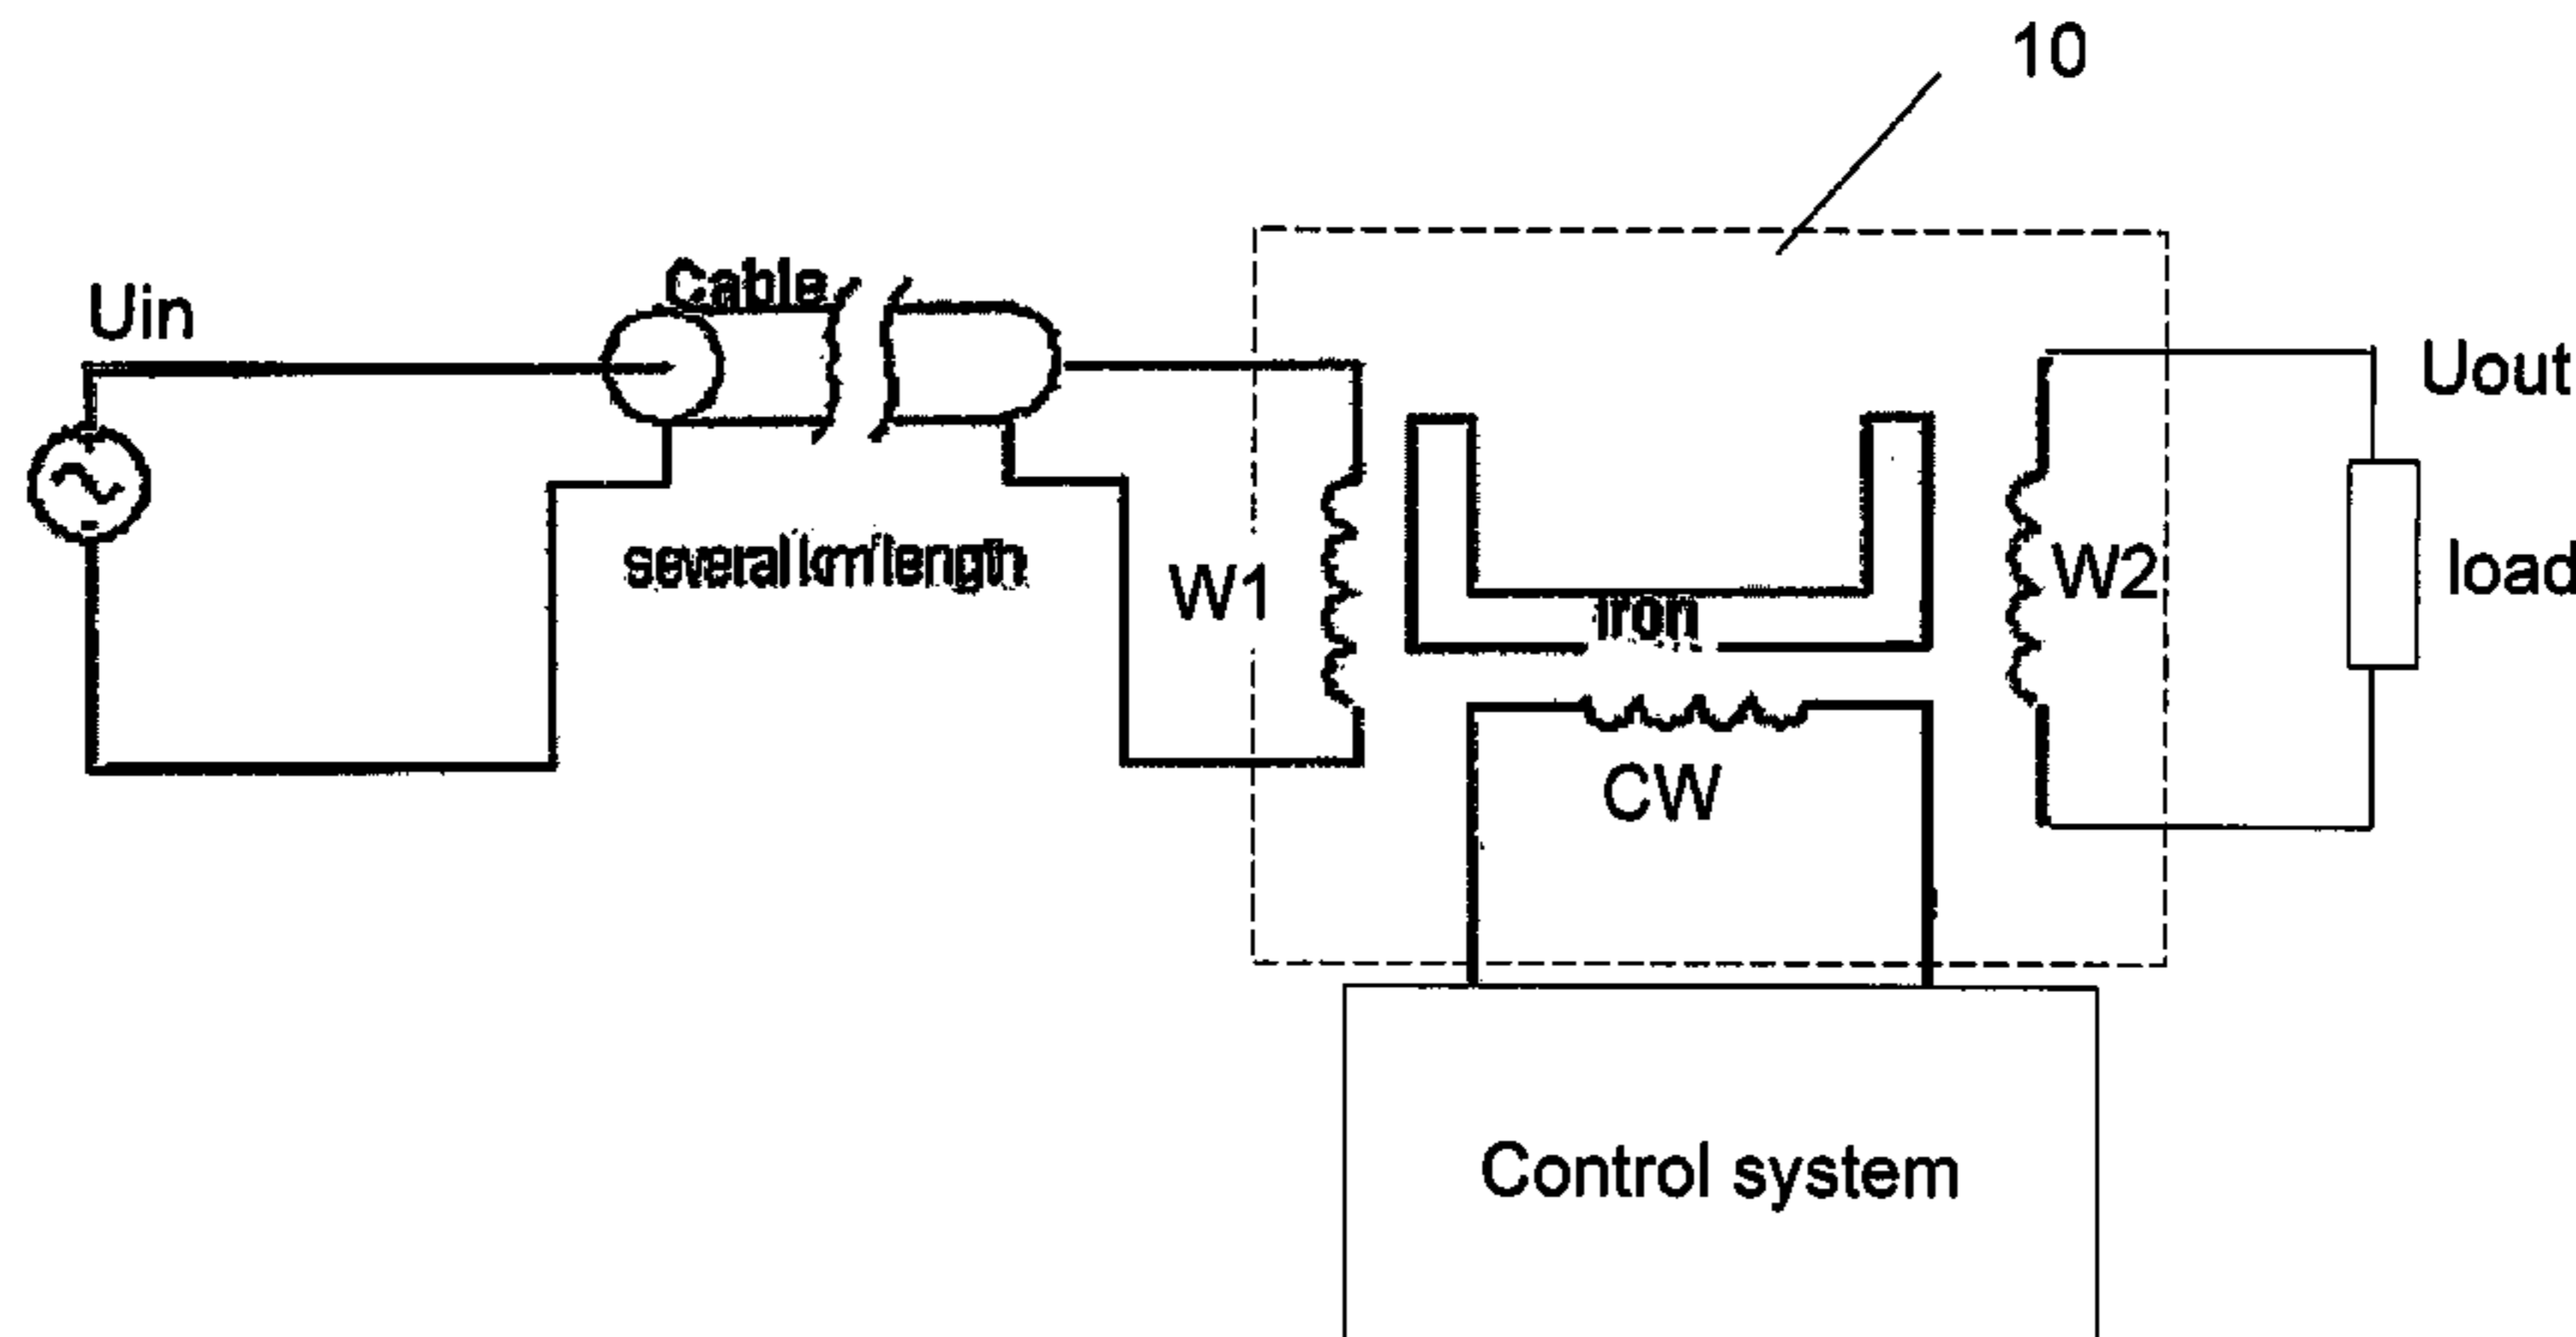 10
Uin
Cable
Uout
several km length
W1
iron
W2
load
CW
Control system